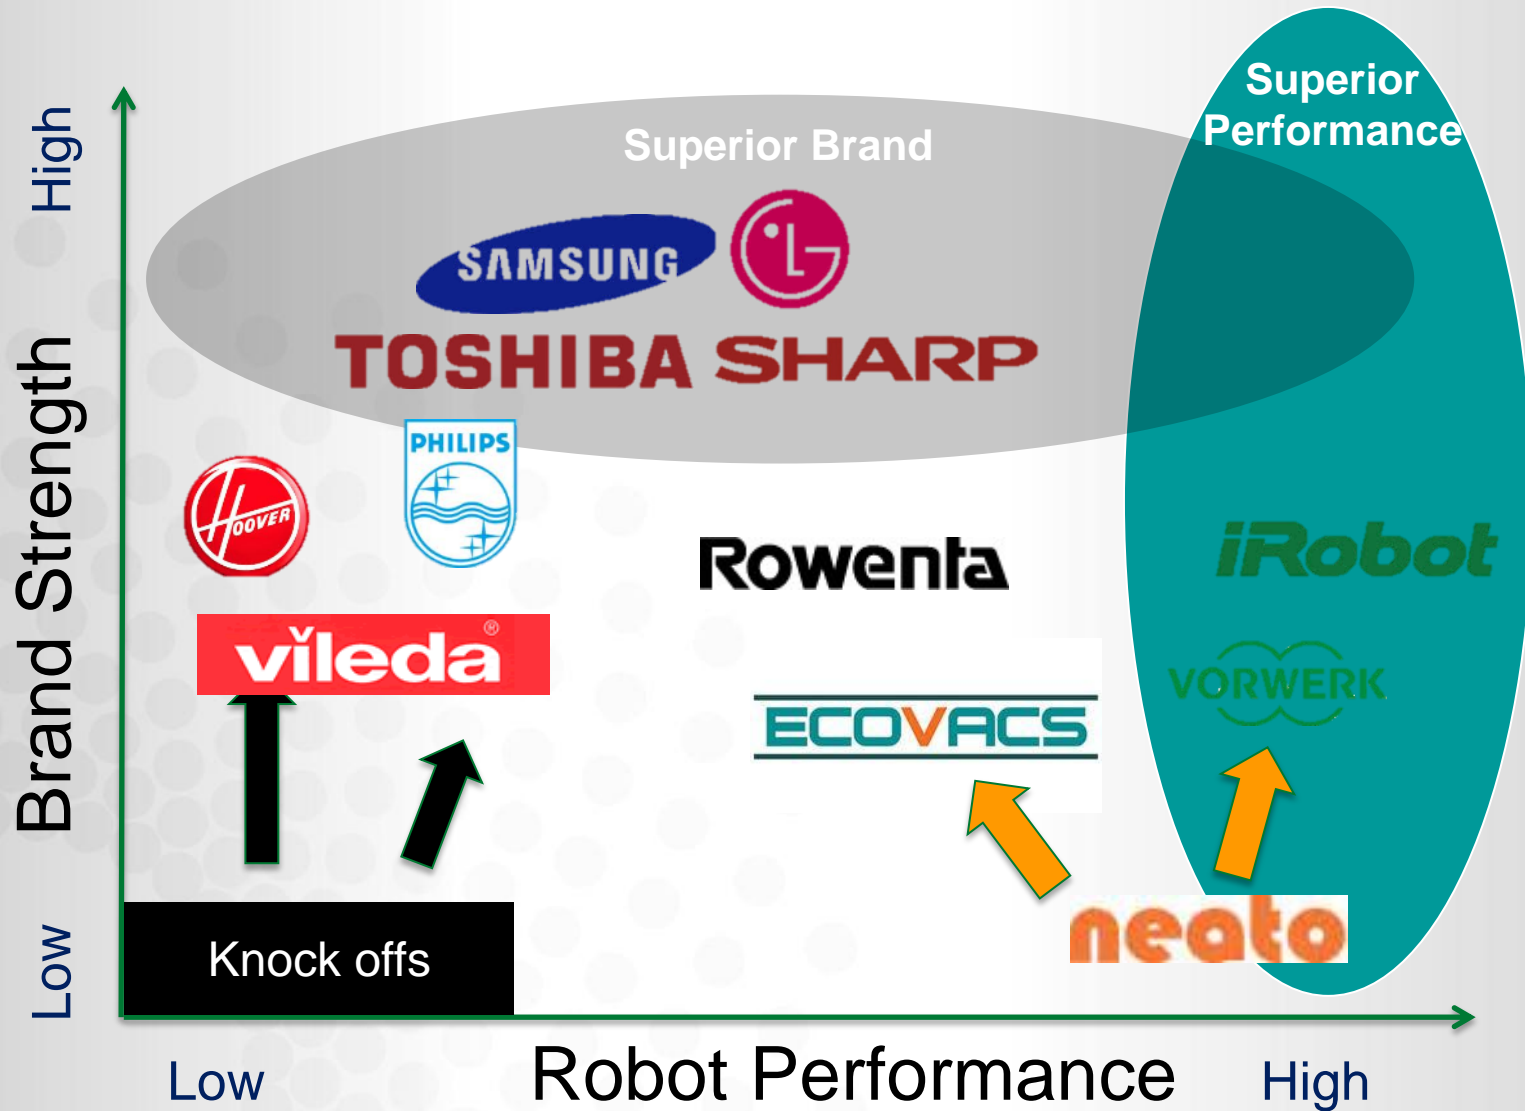 Superior
Performance
Superior Brand
High
Brand Strength
Low
SAMSUNG
LG
TOSHIBA SHARP
PHILIPS
HOOVER
Rowenta
iRobot
vileda®
VORWERK
ECOVACS
neato
Knock offs
Low
Robot Performance
High